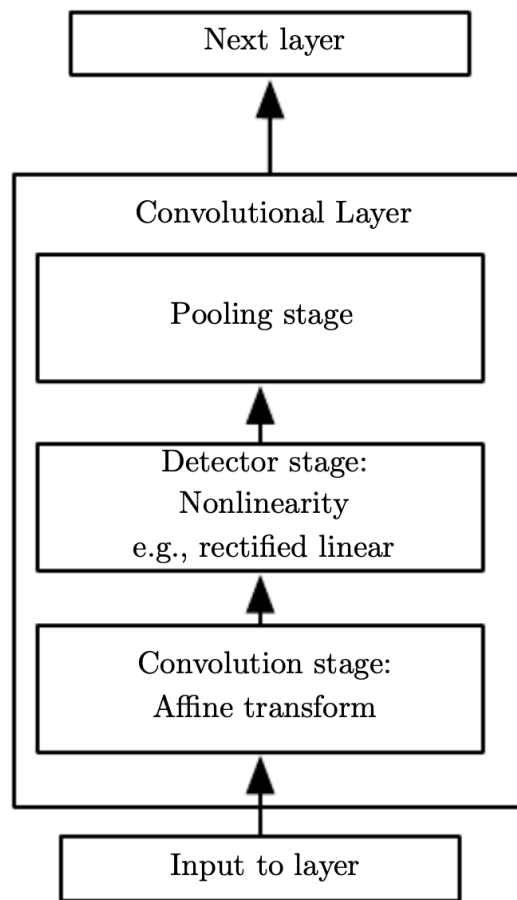 Next layer
Convolutional Layer
Pooling stage
Detector stage:
Nonlinearity
e.g., rectified linear
Convolution stage:
Affine transform
Input to layer